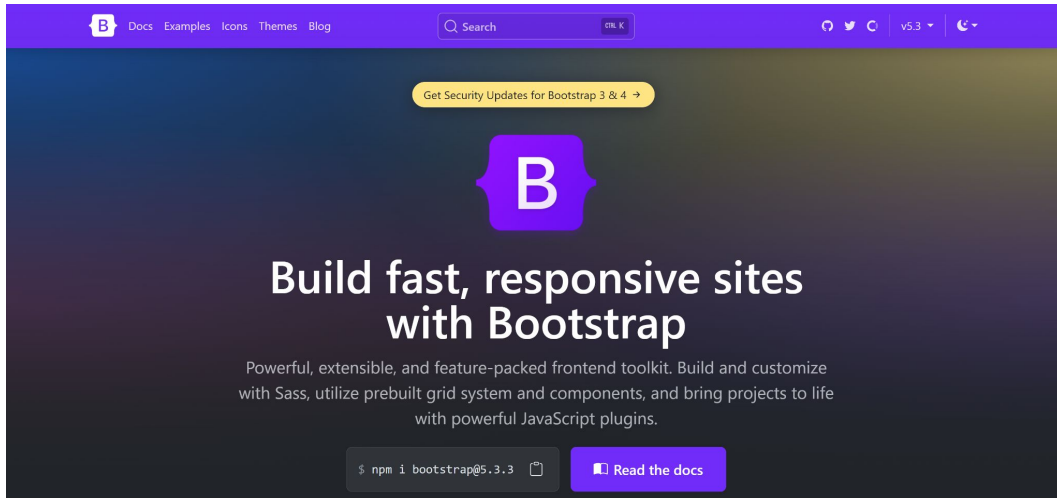 B Docs Examples Icons Themes Blog Search CTRL K v5.3
Get Security Updates for Bootstrap 3 & 4 →
B
Build fast, responsive sites
with Bootstrap
Powerful, extensible, and feature-packed frontend toolkit. Build and customize
with Sass, utilize prebuilt grid system and components, and bring projects to life
with powerful JavaScript plugins.
$ npm i bootstrap@5.3.3 Read the docs